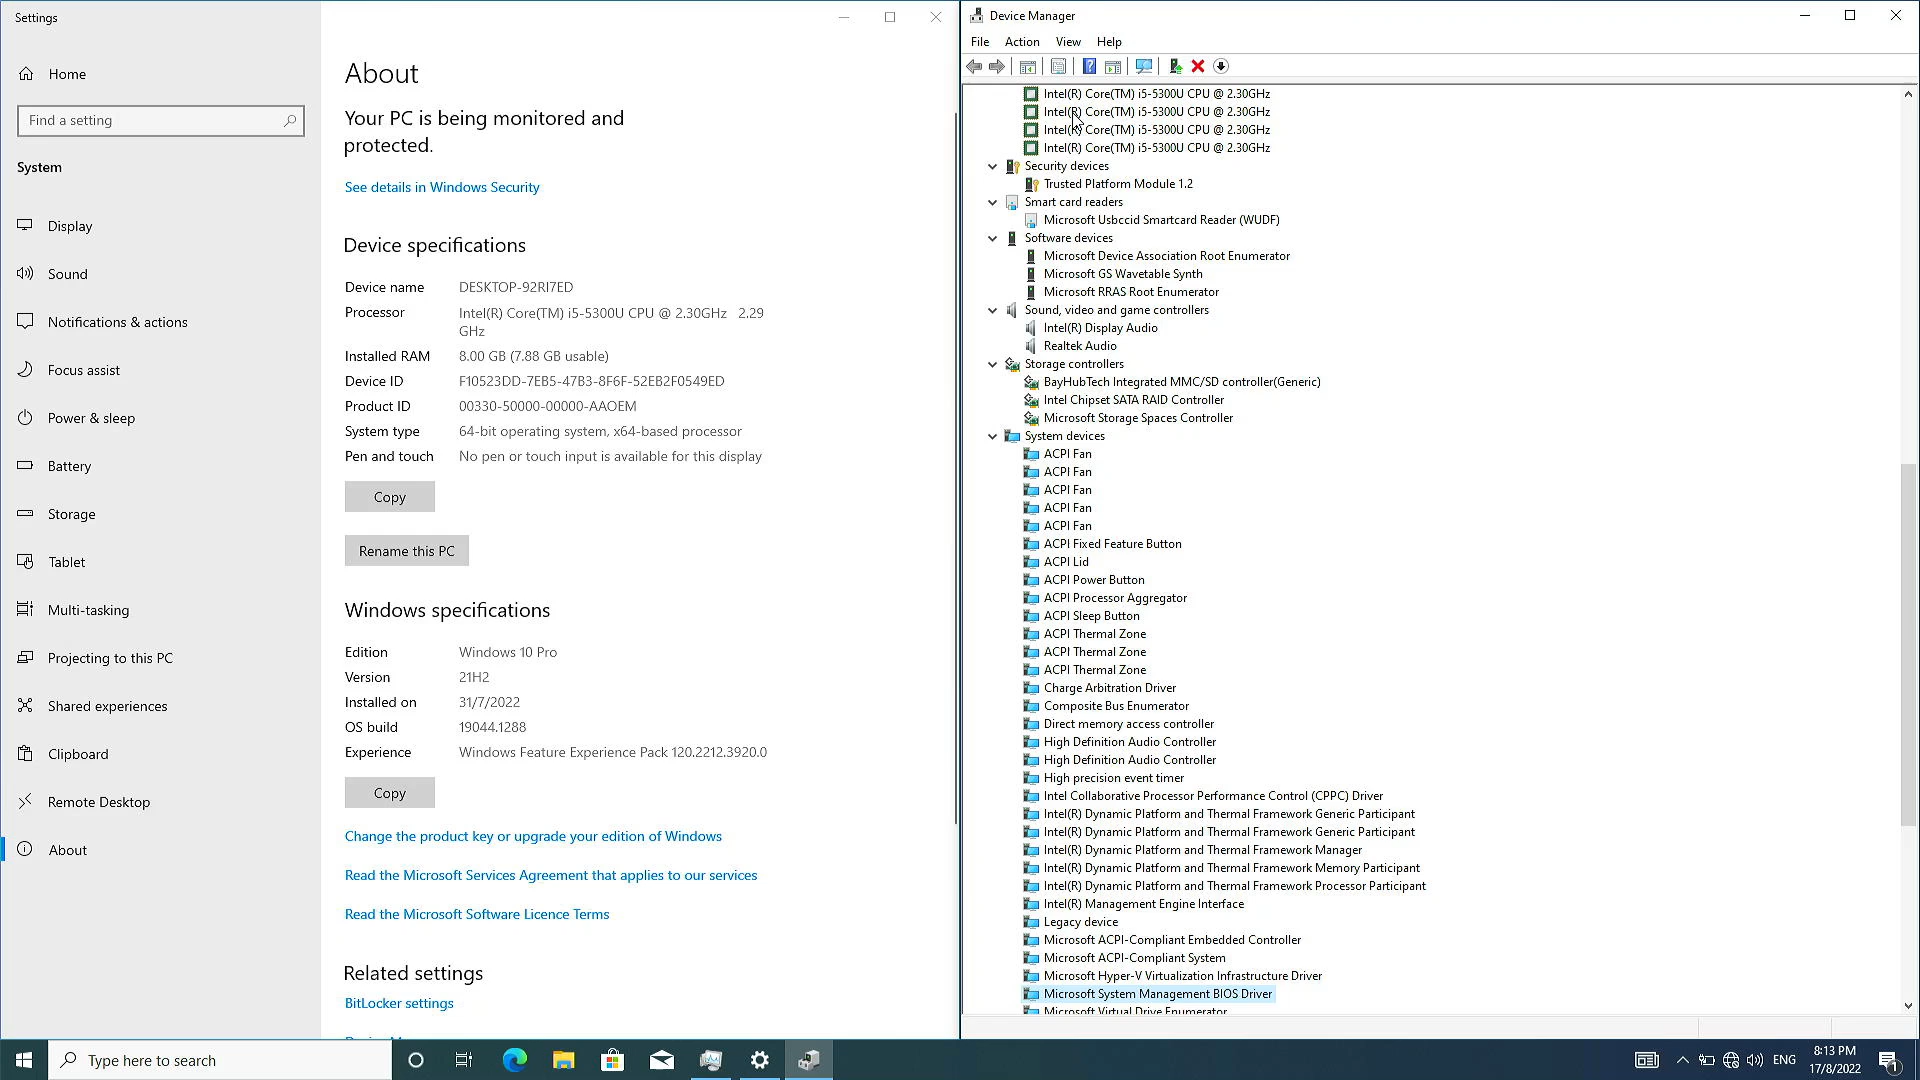 Settings
Home
Find a setting
System
Display
Sound
Notifications & actions
Focus assist
Power & sleep
Battery
Storage
Tablet
Multi-tasking
Projecting to this PC
Shared experiences
Clipboard
Remote Desktop
About
About
Your PC is being monitored and
protected.
See details in Windows Security
Device specifications
Device name DESKTOP-92RI7ED
Processor Intel(R) Core(TM) i5-5300U CPU @ 2.30GHz 2.29
GHz
Installed RAM 8.00 GB (7.88 GB usable)
Device ID F10523DD-7EB5-47B3-8F6F-52EB2F0549ED
Product ID 00330-50000-00000-AAOEM
System type 64-bit operating system, x64-based processor
Pen and touch No pen or touch input is available for this display
Copy
Rename this PC
Windows specifications
Edition Windows 10 Pro
Version 21H2
Installed on 31/7/2022
OS build 19044.1288
Experience Windows Feature Experience Pack 120.2212.3920.0
Copy
Change the product key or upgrade your edition of Windows
Read the Microsoft Services Agreement that applies to our services
Read the Microsoft Software Licence Terms
Related settings
BitLocker settings
Device Manager
File Action View Help
Intel(R) Core(TM) i5-5300U CPU @ 2.30GHz
Intel(R) Core(TM) i5-5300U CPU @ 2.30GHz
Intel(R) Core(TM) i5-5300U CPU @ 2.30GHz
Intel(R) Core(TM) i5-5300U CPU @ 2.30GHz
Security devices
Trusted Platform Module 1.2
Smart card readers
Microsoft Usbccid Smartcard Reader (WUDF)
Software devices
Microsoft Device Association Root Enumerator
Microsoft GS Wavetable Synth
Microsoft RRAS Root Enumerator
Sound, video and game controllers
Intel(R) Display Audio
Realtek Audio
Storage controllers
BayHubTech Integrated MMC/SD controller(Generic)
Intel Chipset SATA RAID Controller
Microsoft Storage Spaces Controller
System devices
ACPI Fan
ACPI Fan
ACPI Fan
ACPI Fan
ACPI Fan
ACPI Fixed Feature Button
ACPI Lid
ACPI Power Button
ACPI Processor Aggregator
ACPI Sleep Button
ACPI Thermal Zone
ACPI Thermal Zone
ACPI Thermal Zone
Charge Arbitration Driver
Composite Bus Enumerator
Direct memory access controller
High Definition Audio Controller
High Definition Audio Controller
High precision event timer
Intel Collaborative Processor Performance Control (CPPC) Driver
Intel(R) Dynamic Platform and Thermal Framework Generic Participant
Intel(R) Dynamic Platform and Thermal Framework Generic Participant
Intel(R) Dynamic Platform and Thermal Framework Manager
Intel(R) Dynamic Platform and Thermal Framework Memory Participant
Intel(R) Dynamic Platform and Thermal Framework Processor Participant
Intel(R) Management Engine Interface
Legacy device
Microsoft ACPI-Compliant Embedded Controller
Microsoft ACPI-Compliant System
Microsoft Hyper-V Virtualization Infrastructure Driver
Microsoft System Management BIOS Driver
Microsoft Virtual Drive Enumerator
Type here to search
ENG
8:13 PM
17/8/2022
1